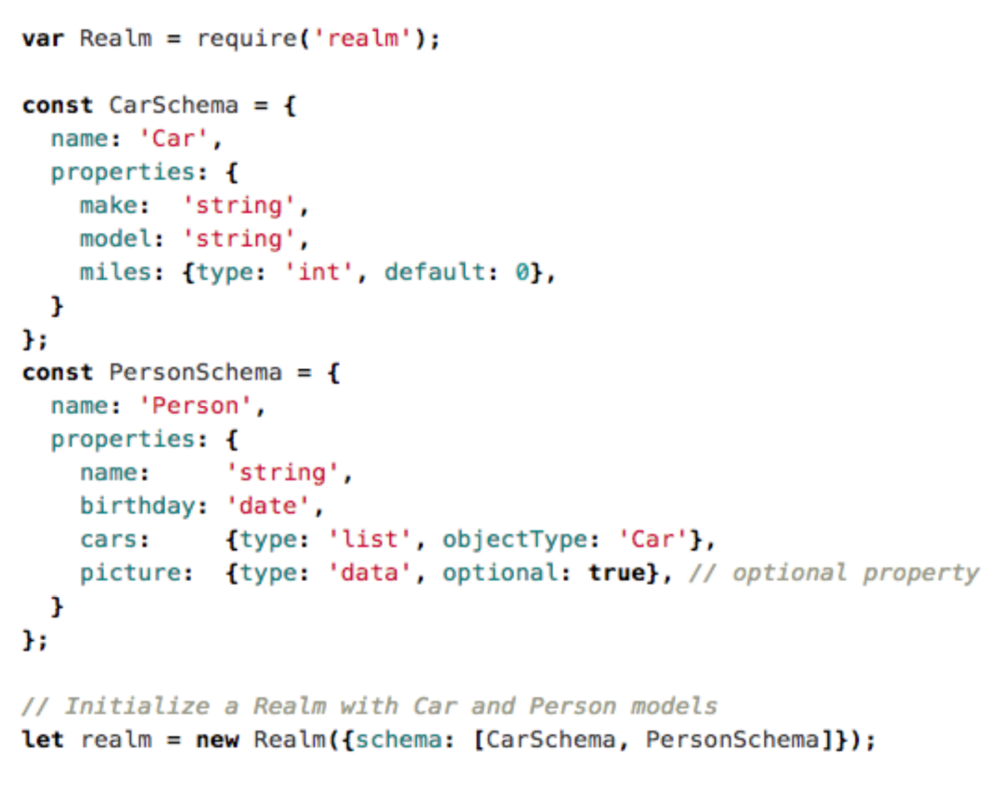 var Realm = require('realm');

const CarSchema = {
  name: 'Car',
  properties: {
    make:  'string',
    model: 'string',
    miles: {type: 'int', default: 0},
  }
};
const PersonSchema = {
  name: 'Person',
  properties: {
    name:     'string',
    birthday: 'date',
    cars:     {type: 'list', objectType: 'Car'},
    picture:  {type: 'data', optional: true}, // optional property
  }
};

// Initialize a Realm with Car and Person models
let realm = new Realm({schema: [CarSchema, PersonSchema]});